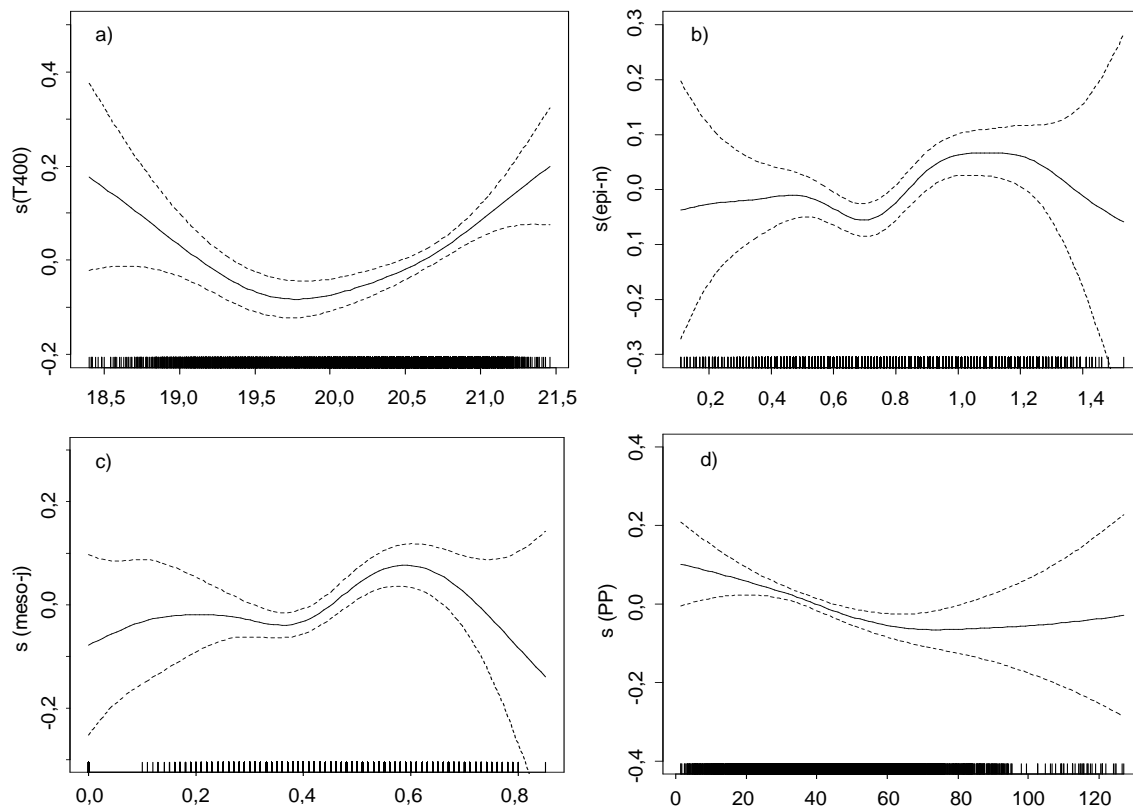 a)
s(T400)
0,4
0,2
0,0
-0,2
18,5 19,0 19,5 20,0 20,5 21,0 21,5
b)
s(epi-n)
0,3
0,2
0,1
0,0
0,1
-0,2
-0,3
0,2 0,4 0,6 0,8 1,0 1,2 1,4
c)
s (meso-j)
0,2
0,0
-0,2
0,0 0,2 0,4 0,6 0,8
d)
s (PP)
0,4
0,2
0,0
-0,2
-0,4
0 20 40 60 80 100 120